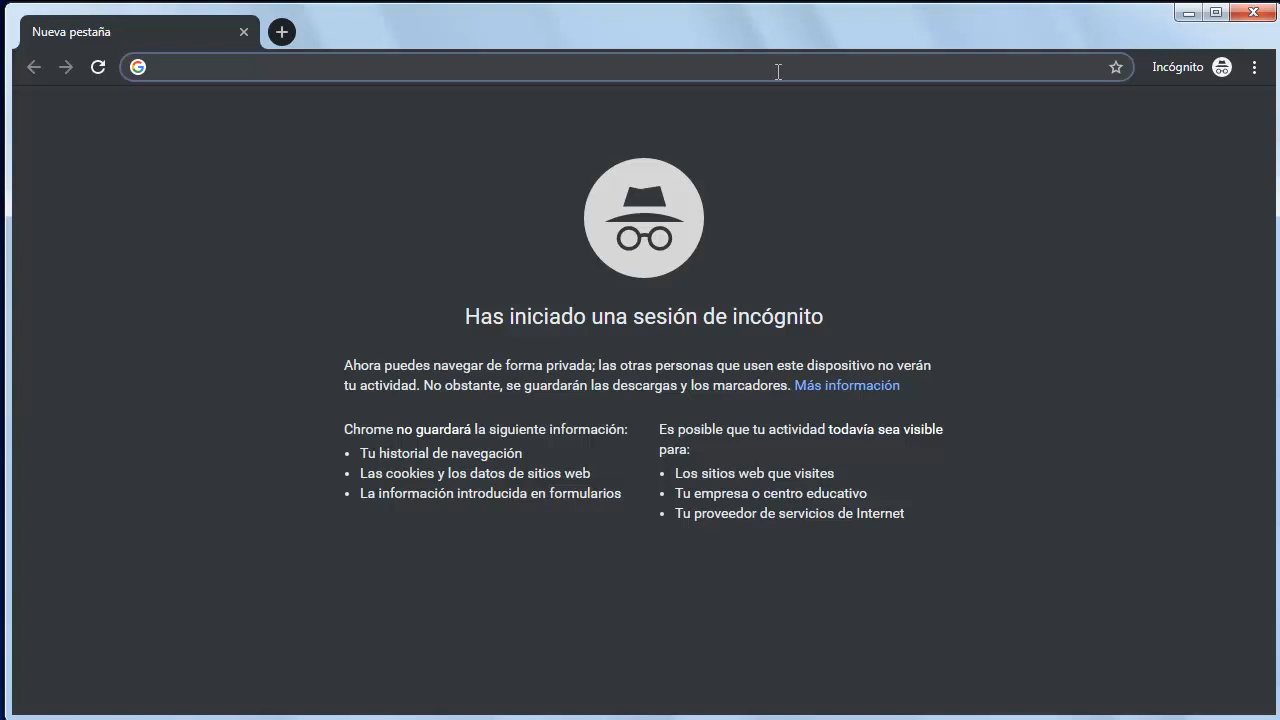 Nueva pestaña
Incógnito
Has iniciado una sesión de incógnito
Ahora puedes navegar de forma privada; las otras personas que usen este dispositivo no verán
tu actividad. No obstante, se guardarán las descargas y los marcadores. Más información
Chrome no guardará la siguiente información:
• Tu historial de navegación
• Las cookies y los datos de sitios web
• La información introducida en formularios
Es posible que tu actividad todavía sea visible
para:
• Los sitios web que visites
• Tu empresa o centro educativo
• Tu proveedor de servicios de Internet